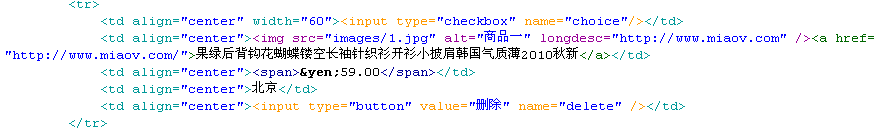 <tr>
<td align="center" width="60"><input type="checkbox" name="choice"/></td>
<td align="center"><img src="images/1.jpg" alt="商品一" longdesc="http://www.miaov.com" /><a href=
"http://www.miaov.com/">果绿后背钩花蝴蝶镂空长袖针织衫开衫小披肩韩国气质薄2010秋新</a></td>
<td align="center"><span>&yen;59.00</span></td>
<td align="center">北京</td>
<td align="center"><input type="button" value="删除" name="delete" /></td>
</tr>